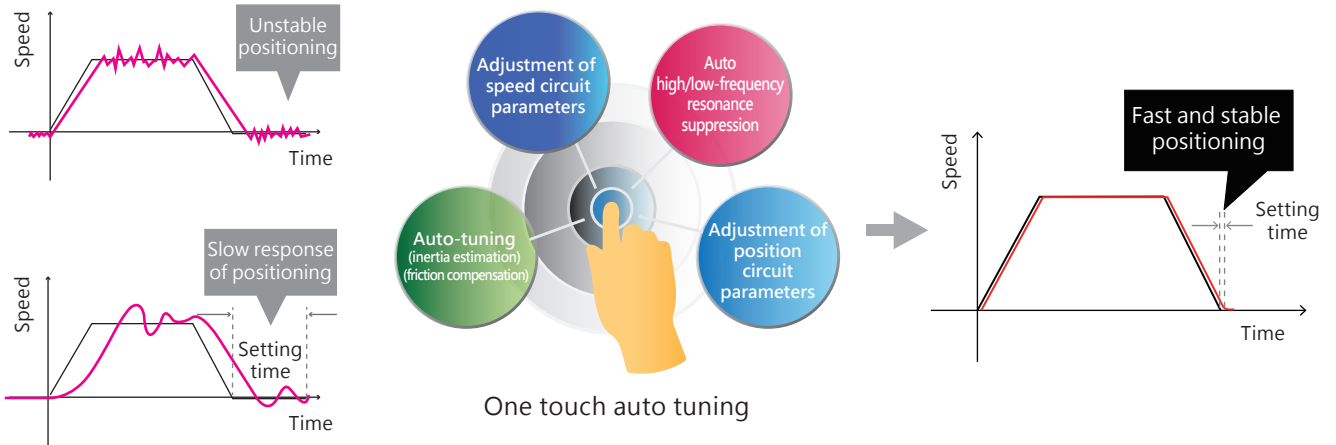 Speed
Unstable
positioning
Time
Speed
Slow response
of positioning
Setting
time
Time
Adjustment of
speed circuit
parameters
Auto
high/low-frequency
resonance
suppression
Auto-tuning
(inertia estimation)
(friction compensation)
Adjustment of
position
circuit
parameters
One touch auto tuning
Speed
Fast and stable
positioning
Setting
time
Time